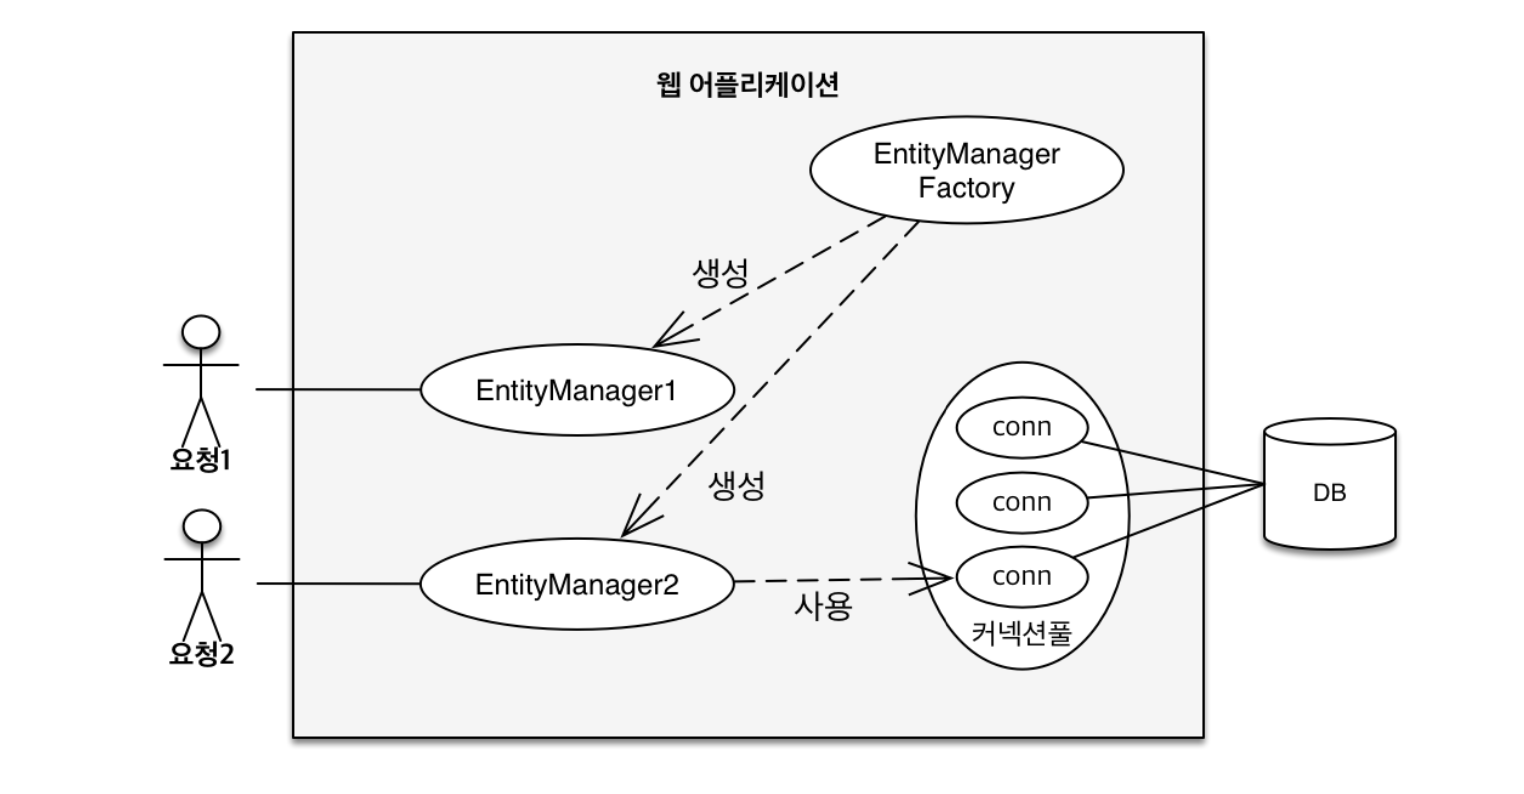 웹 어플리케이션
EntityManager
Factory
생성
요청1
EntityManager1
생성
conn
conn
conn
커넥션풀
DB
요청2
EntityManager2
사용